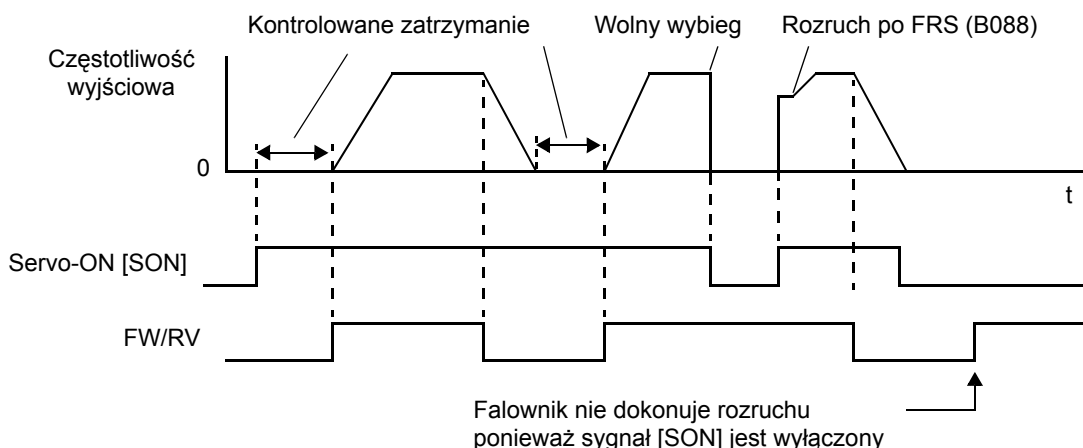 Kontrolowane zatrzymanie
Wolny wybieg
Rozruch po FRS (B088)
Częstotliwość
wyjściowa
0
t
Servo-ON [SON]
FW/RV
Falownik nie dokonuje rozruchu
ponieważ sygnał [SON] jest wyłączony